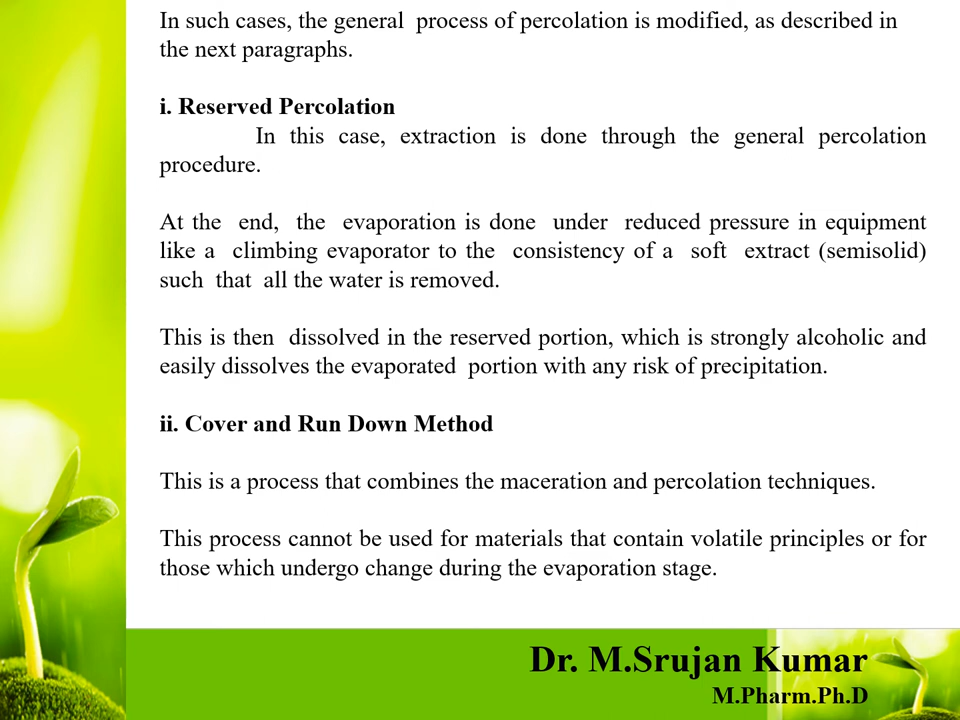 In such cases, the general process of percolation is modified, as described in
the next paragraphs.
i. Reserved Percolation
In this case, extraction is done through the general percolation
procedure.
At the end, the evaporation is done under reduced pressure in equipment
like a climbing evaporator to the consistency of a soft extract (semisolid)
such that all the water is removed.
This is then dissolved in the reserved portion, which is strongly alcoholic and
easily dissolves the evaporated portion with any risk of precipitation.
ii. Cover and Run Down Method
This is a process that combines the maceration and percolation techniques.
This process cannot be used for materials that contain volatile principles or for
those which undergo change during the evaporation stage.
Dr. M.Srujan Kumar
M.Pharm.Ph.D